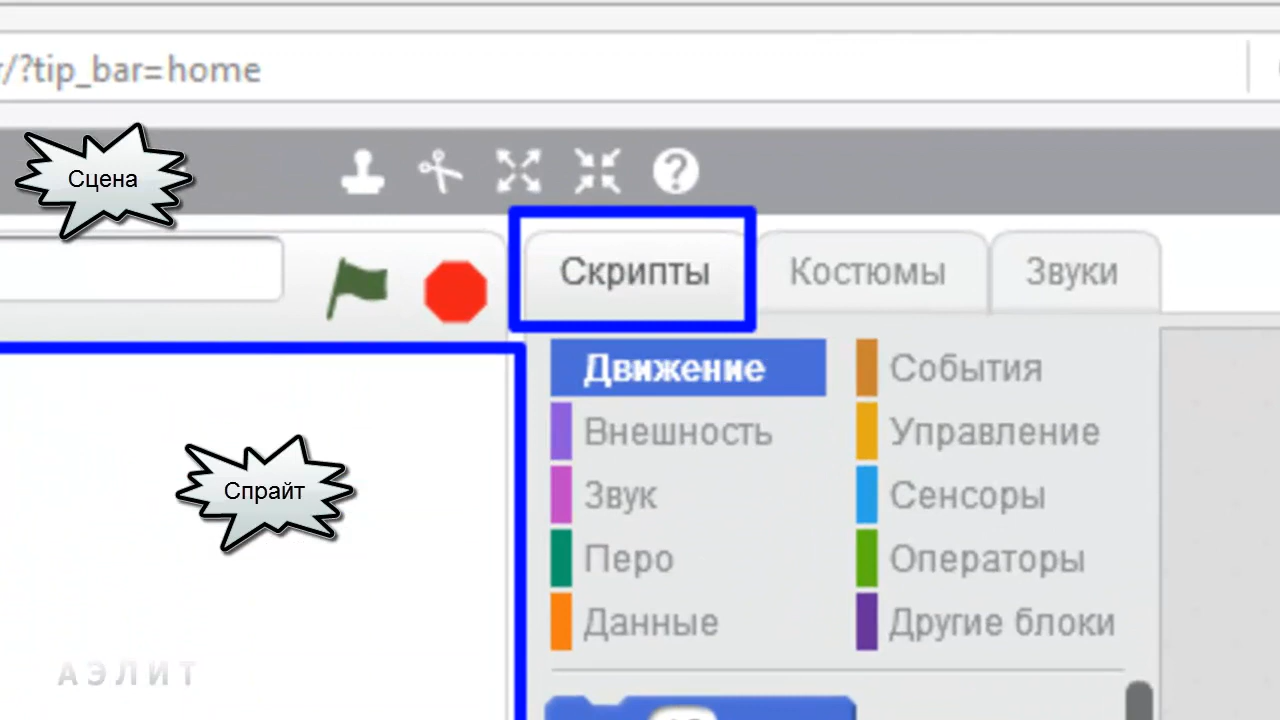 r/?tip_bar=home
Сцена
Скрипты
Костюмы
Звуки
Движение
События
Внешность
Управление
Звук
Сенсоры
Спрайт
Перо
Операторы
Данные
Другие блоки
АЭЛИТ